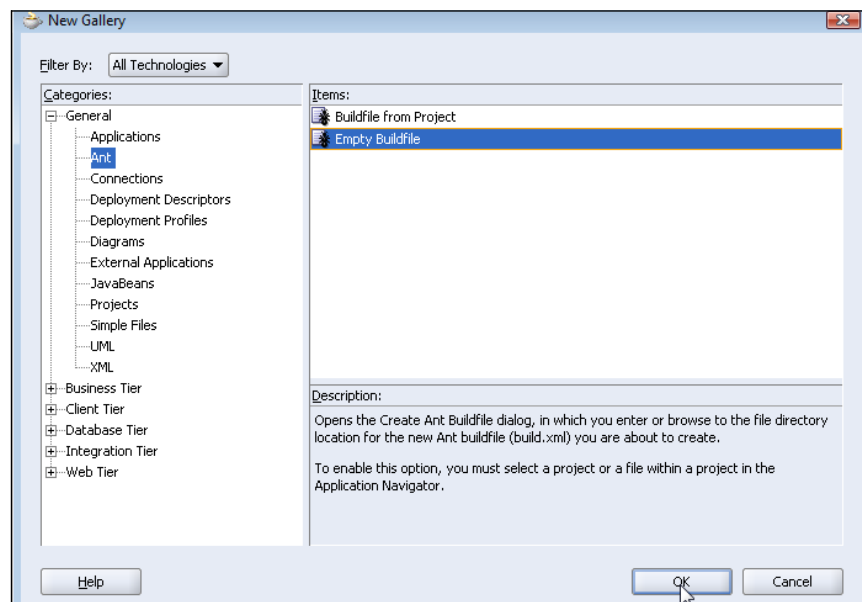 New Gallery
Filter By: All Technologies
Categories:
General
Applications
Ant
Connections
Deployment Descriptors
Deployment Profiles
Diagrams
External Applications
JavaBeans
Projects
Simple Files
UML
XML
Business Tier
Client Tier
Database Tier
Integration Tier
Web Tier
Items:
Buildfile from Project
Empty Buildfile
Description:
Opens the Create Ant Buildfile dialog, in which you enter or browse to the file directory
location for the new Ant buildfile (build.xml) you are about to create.
To enable this option, you must select a project or a file within a project in the
Application Navigator.
Help
OK
Cancel